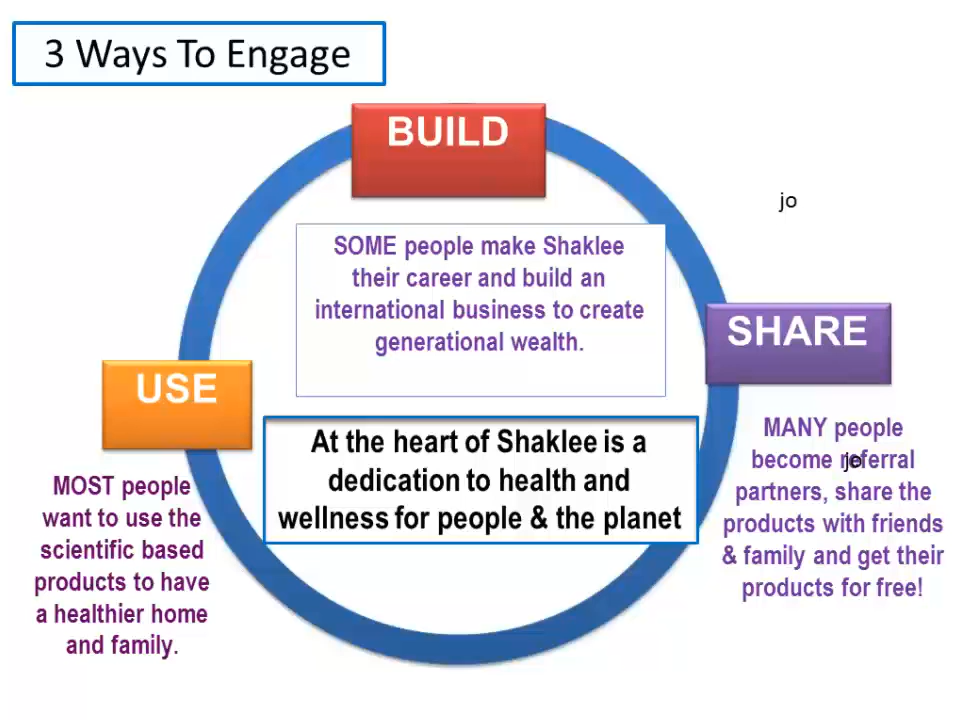 3 Ways To Engage
BUILD
jo
SOME people make Shaklee
their career and build an
international business to create
generational wealth.
SHARE
USE
At the heart of Shaklee is a
dedication to health and
wellness for people & the planet
MANY people
become referral
jo
partners, share the
products with friends
& family and get their
products for free!
MOST people
want to use the
scientific based
products to have
a healthier home
and family.